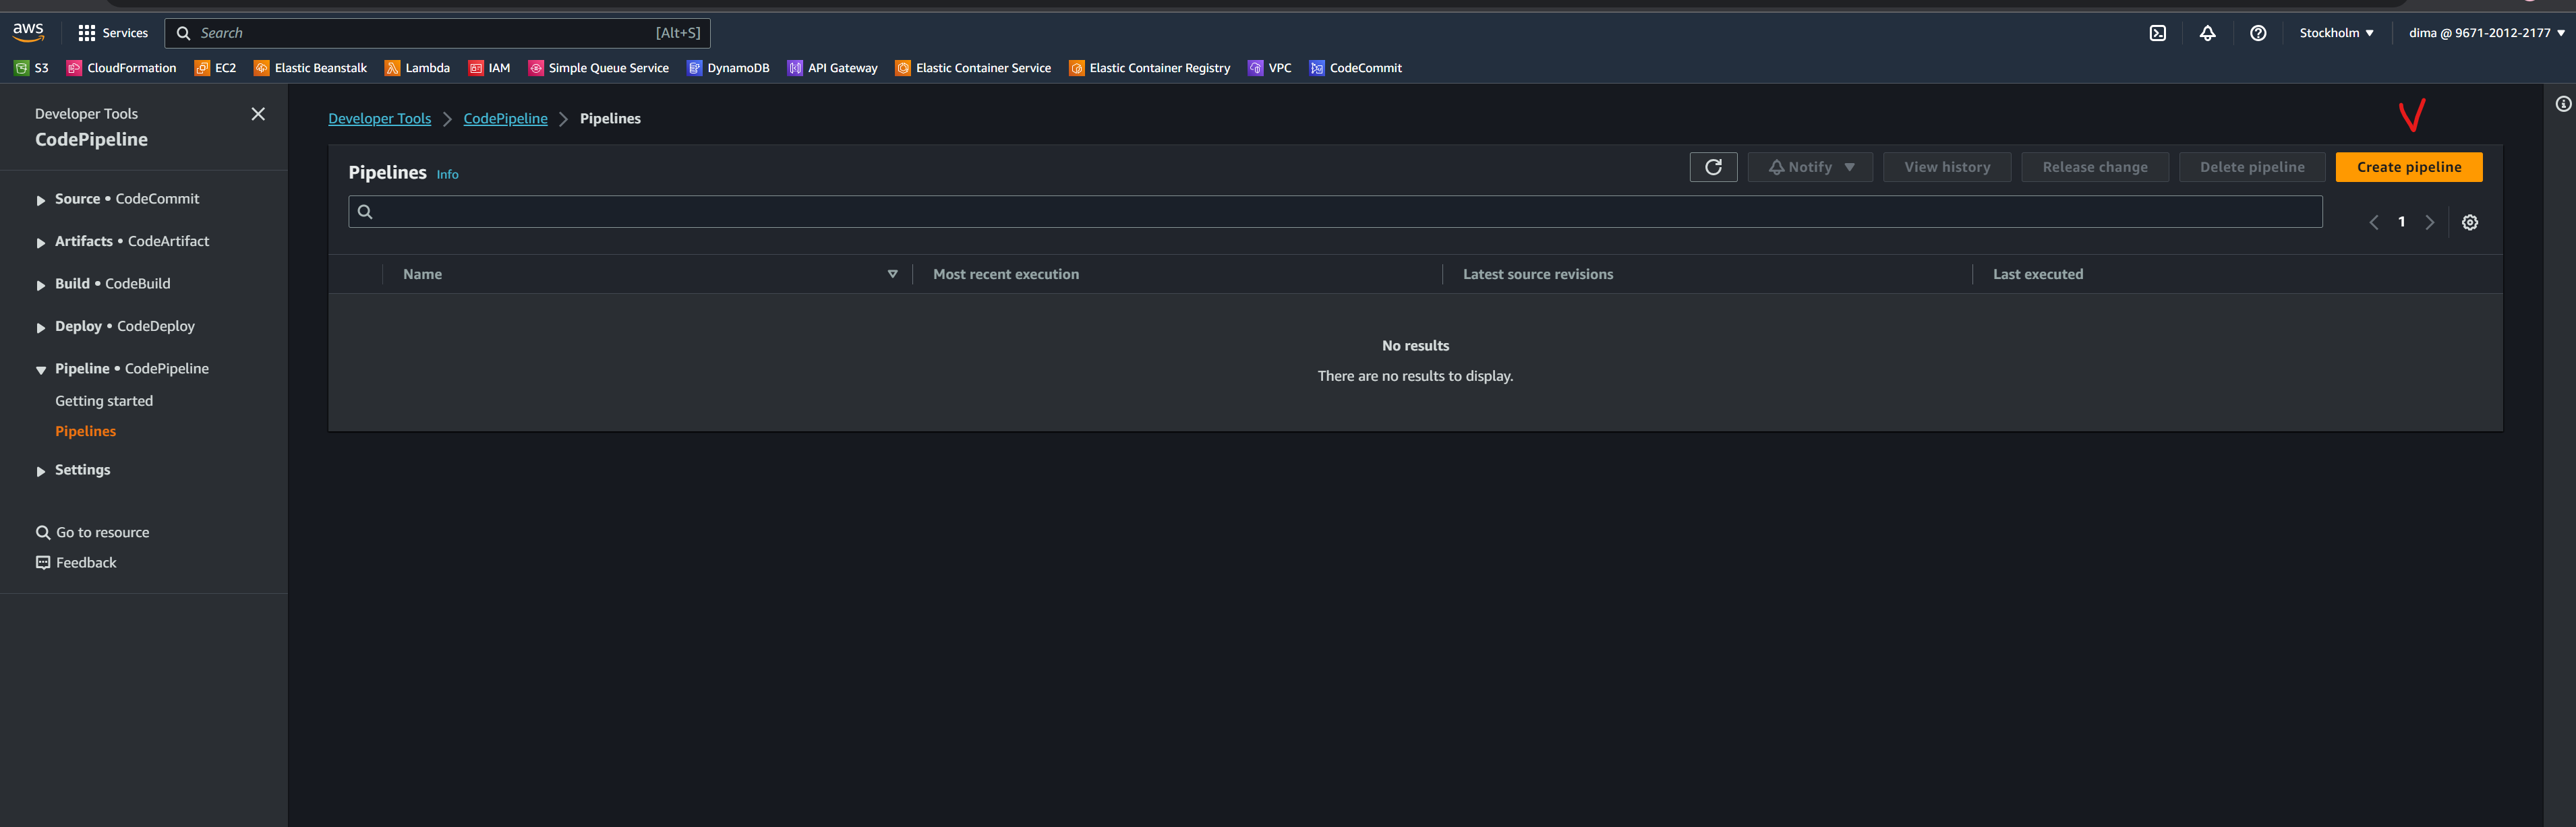 aws Services Search [Alt+S] Stockholm dima @ 9671-2012-2177
S3 CloudFormation EC2 Elastic Beanstalk Lambda IAM Simple Queue Service DynamoDB API Gateway Elastic Container Service Elastic Container Registry VPC CodeCommit
Developer Tools
CodePipeline
Source • CodeCommit
Artifacts • CodeArtifact
Build • CodeBuild
Deploy • CodeDeploy
Pipeline • CodePipeline
Getting started
Pipelines
Settings
Go to resource
Feedback
Developer Tools CodePipeline Pipelines
Pipelines Info Notify View history Release change Delete pipeline Create pipeline
1
Name Most recent execution Latest source revisions Last executed
No results
There are no results to display.